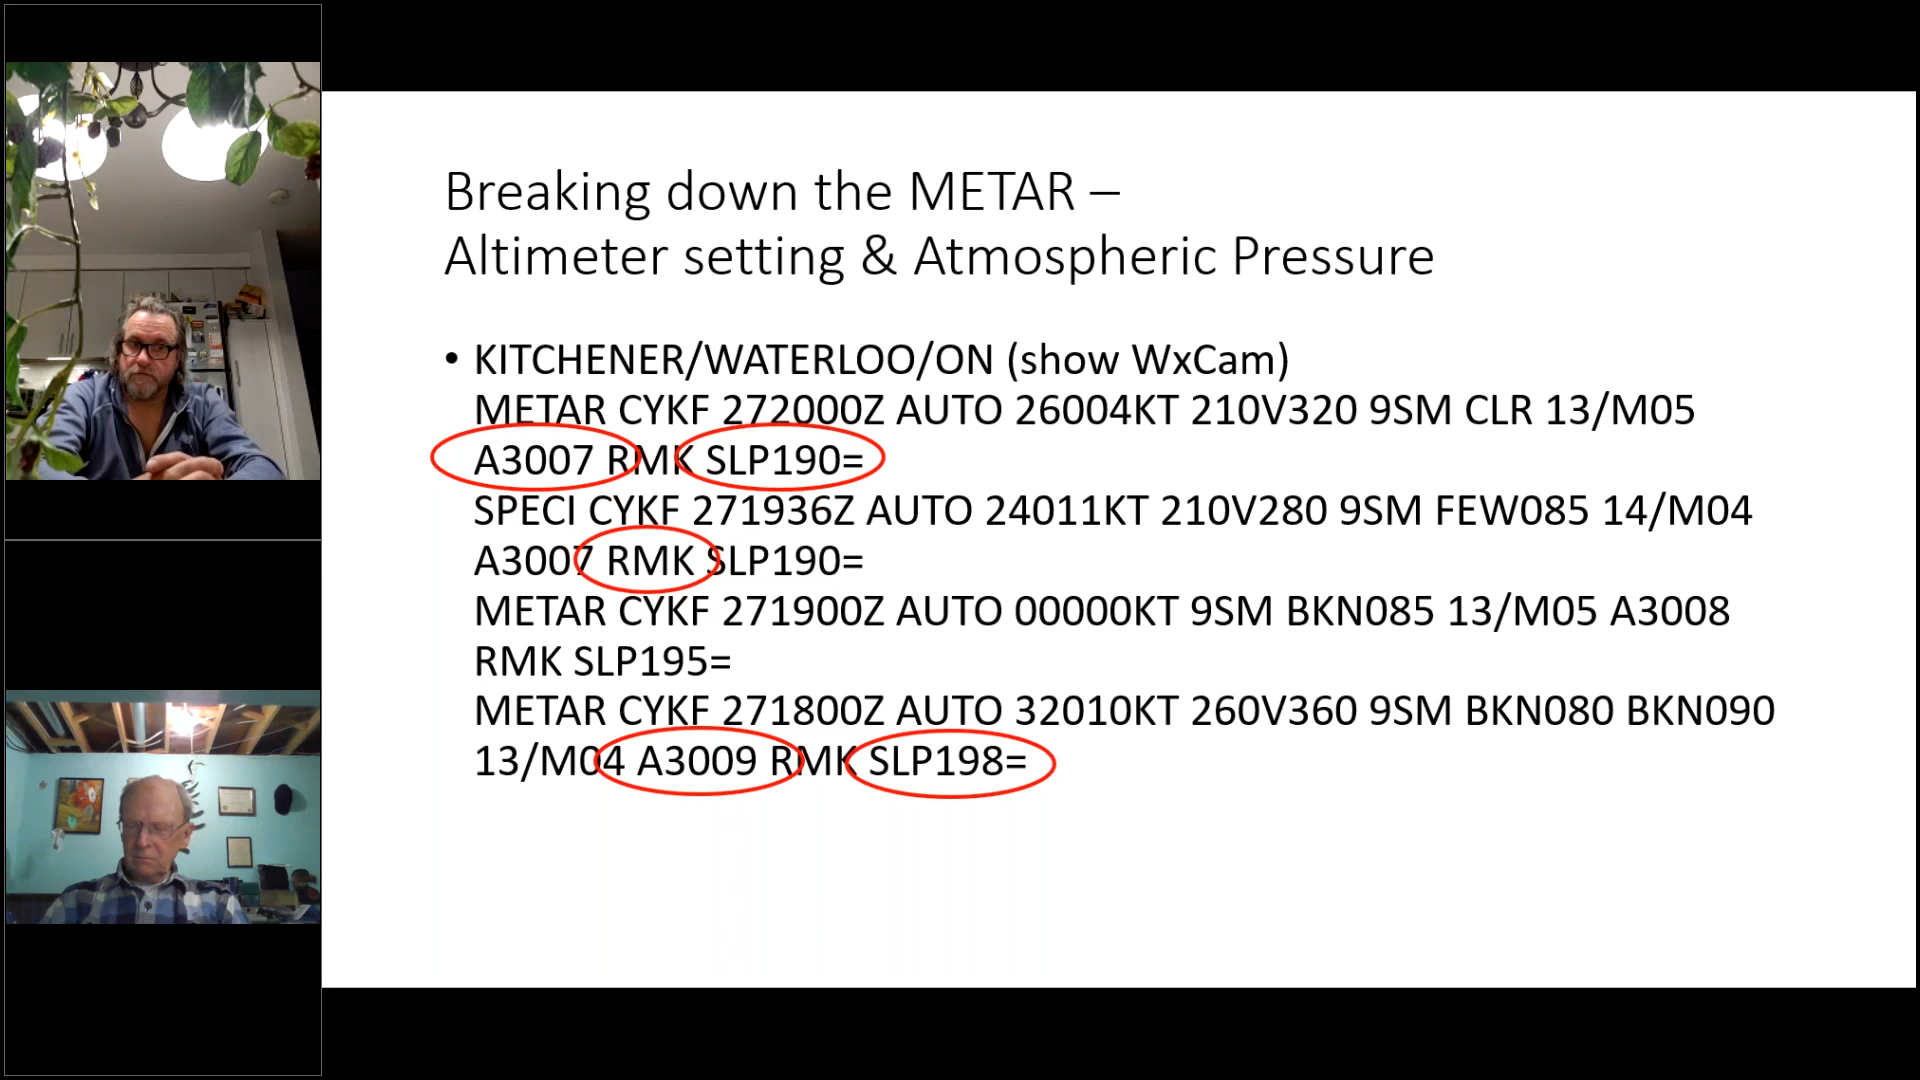 Breaking down the METAR –
Altimeter setting & Atmospheric Pressure
• KITCHENER/WATERLOO/ON (show WxCam)
METAR CYKF 272000Z AUTO 26004KT 210V320 9SM CLR 13/M05
A3007 RMK SLP190=
SPECI CYKF 271936Z AUTO 24011KT 210V280 9SM FEW085 14/M04
A3007 RMK SLP190=
METAR CYKF 271900Z AUTO 00000KT 9SM BKN085 13/M05 A3008
RMK SLP195=
METAR CYKF 271800Z AUTO 32010KT 260V360 9SM BKN080 BKN090
13/M04 A3009 RMK SLP198=